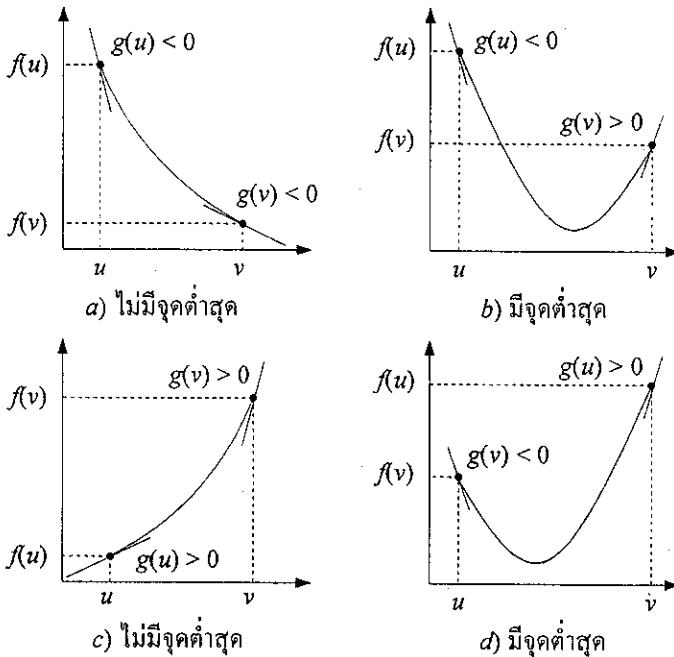 g(u) < 0
f(u)
g(v) < 0
f(v)
u
v
a) ไม่มีจุดต่ำสุด
g(u) < 0
f(u)
g(v) > 0
f(v)
u
v
b) มีจุดต่ำสุด
g(v) > 0
f(v)
f(u)
g(u) > 0
u
v
c) ไม่มีจุดต่ำสุด
g(u) > 0
f(u)
g(v) < 0
f(v)
u
v
d) มีจุดต่ำสุด